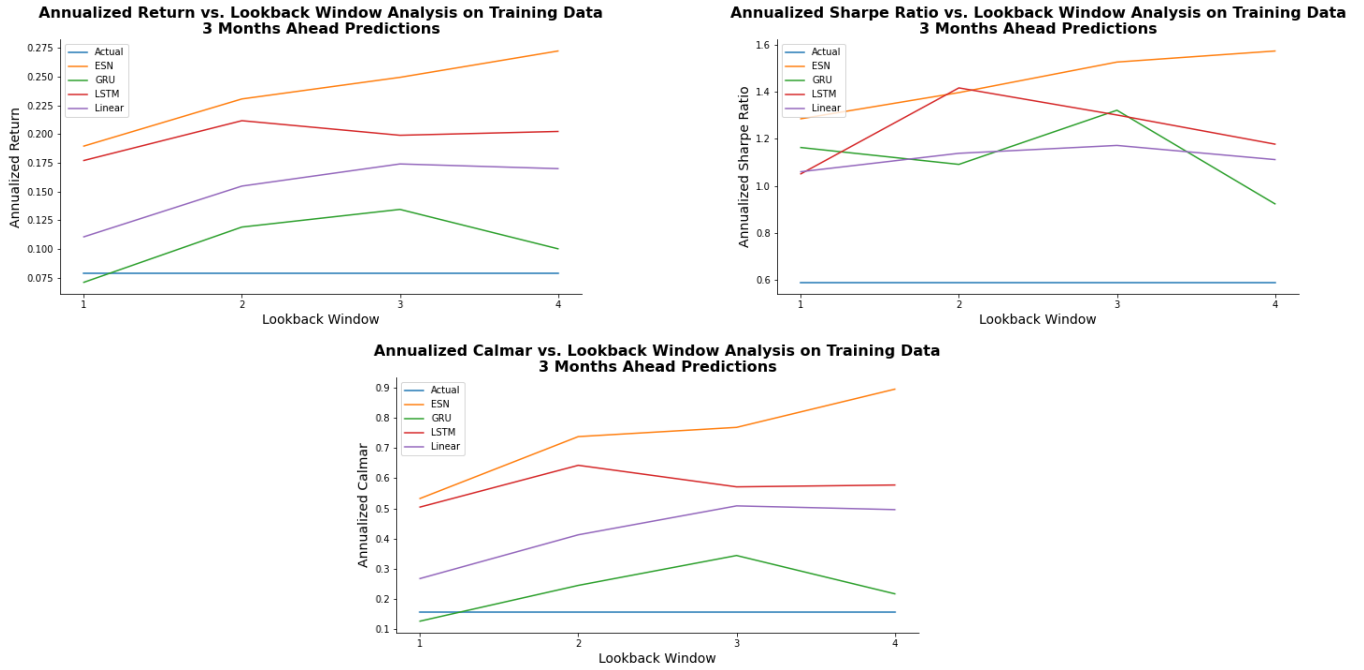 Annualized Return vs. Lookback Window Analysis on Training Data
3 Months Ahead Predictions
Annualized Return
0.275
0.250
0.225
0.200
0.175
0.150
0.125
0.100
0.075
Actual
ESN
GRU
LSTM
Linear
1
2
3
4
Lookback Window
Annualized Sharpe Ratio vs. Lookback Window Analysis on Training Data
3 Months Ahead Predictions
Annualized Sharpe Ratio
1.6
1.4
1.2
1.0
0.8
0.6
Actual
ESN
GRU
LSTM
Linear
1
2
3
4
Lookback Window
Annualized Calmar vs. Lookback Window Analysis on Training Data
3 Months Ahead Predictions
Annualized Calmar
0.9
0.8
0.7
0.6
0.5
0.4
0.3
0.2
0.1
Actual
ESN
GRU
LSTM
Linear
1
2
3
4
Lookback Window